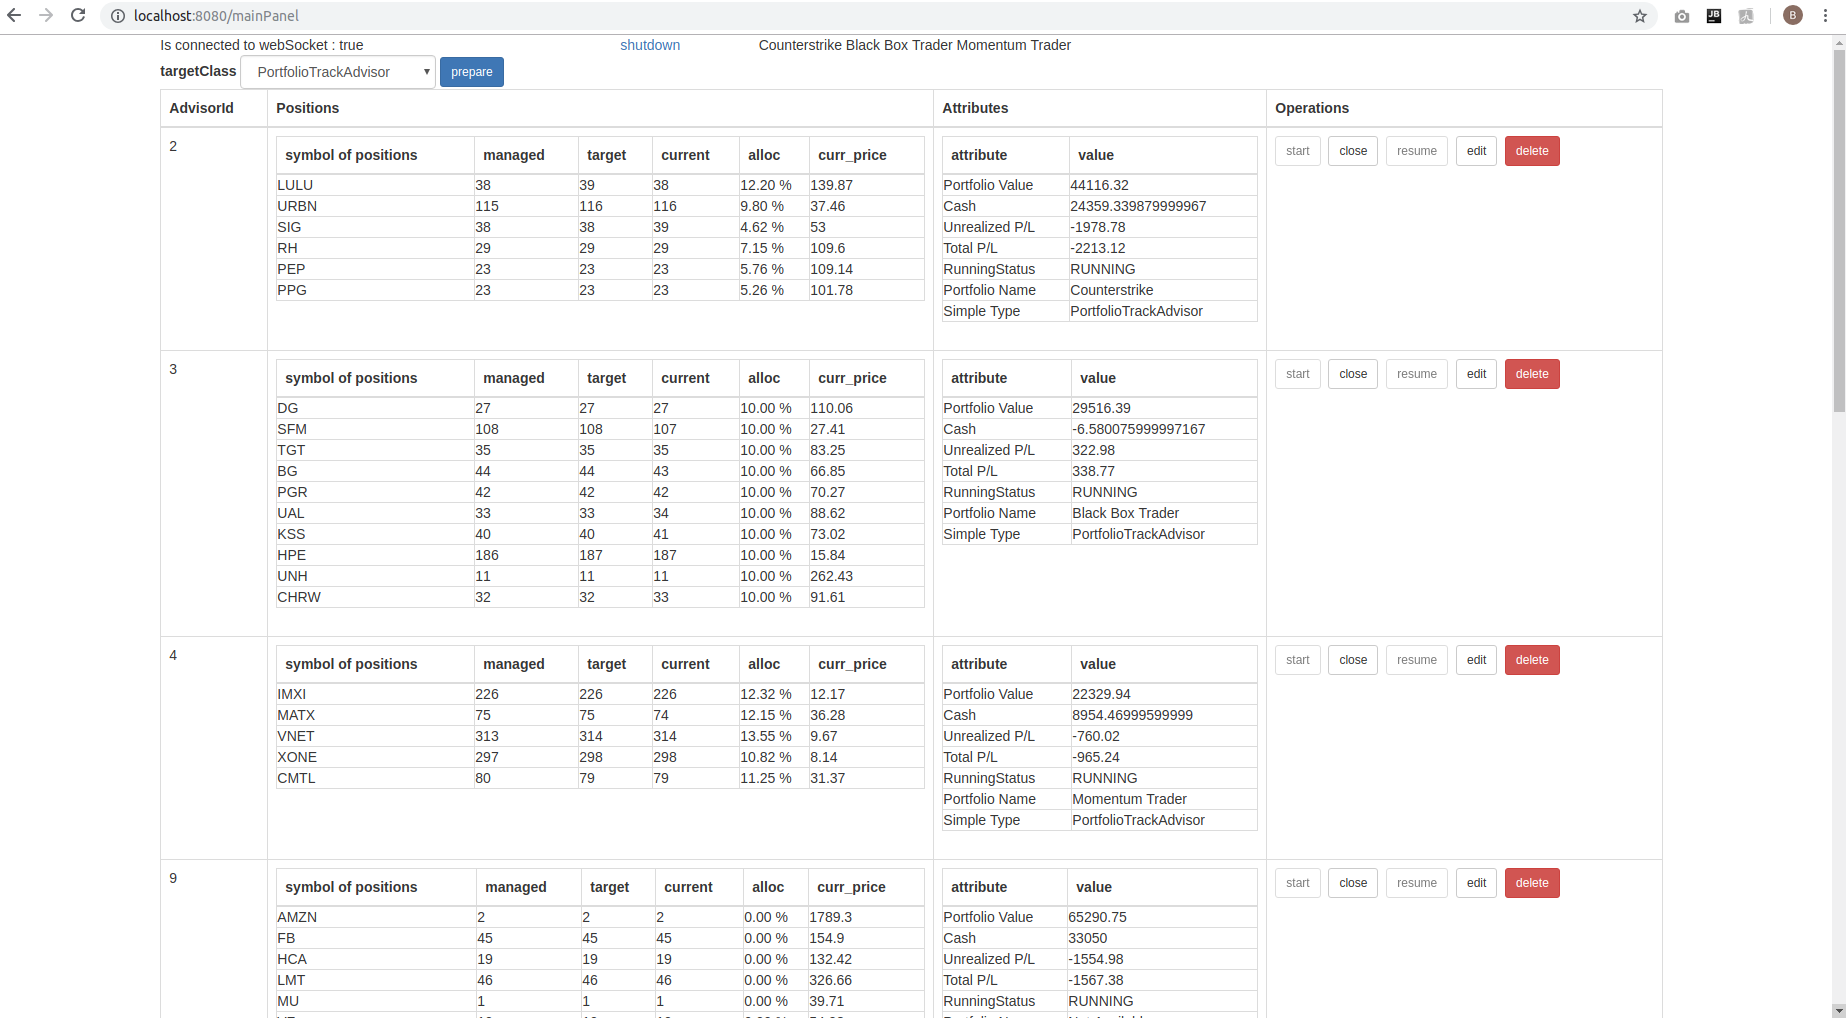 localhost:8080/mainPanel
Is connected to webSocket : true shutdown Counterstrike Black Box Trader Momentum Trader
targetClass PortfolioTrackAdvisor prepare
AdvisorId Positions Attributes Operations
2
symbol of positions managed target current alloc curr_price
LULU 38 39 38 12.20 % 139.87
URBN 115 116 116 9.80 % 37.46
SIG 38 38 39 4.62 % 53
RH 29 29 29 7.15 % 109.6
PEP 23 23 23 5.76 % 109.14
PPG 23 23 23 5.26 % 101.78
attribute value
Portfolio Value 44116.32
Cash 24359.339879999967
Unrealized P/L -1978.78
Total P/L -2213.12
RunningStatus RUNNING
Portfolio Name Counterstrike
Simple Type PortfolioTrackAdvisor
start close resume edit delete
3
symbol of positions managed target current alloc curr_price
DG 27 27 27 10.00 % 110.06
SFM 108 108 107 10.00 % 27.41
TGT 35 35 35 10.00 % 83.25
BG 44 44 43 10.00 % 66.85
PGR 42 42 42 10.00 % 70.27
UAL 33 33 34 10.00 % 88.62
KSS 40 40 41 10.00 % 73.02
HPE 186 187 187 10.00 % 15.84
UNH 11 11 11 10.00 % 262.43
CHRW 32 32 33 10.00 % 91.61
attribute value
Portfolio Value 29516.39
Cash -6.580075999997167
Unrealized P/L 322.98
Total P/L 338.77
RunningStatus RUNNING
Portfolio Name Black Box Trader
Simple Type PortfolioTrackAdvisor
start close resume edit delete
4
symbol of positions managed target current alloc curr_price
IMXI 226 226 226 12.32 % 12.17
MATX 75 75 74 12.15 % 36.28
VNET 313 314 314 13.55 % 9.67
XONE 297 298 298 10.82 % 8.14
CMTL 80 79 79 11.25 % 31.37
attribute value
Portfolio Value 22329.94
Cash 8954.46999599999
Unrealized P/L -760.02
Total P/L -965.24
RunningStatus RUNNING
Portfolio Name Momentum Trader
Simple Type PortfolioTrackAdvisor
start close resume edit delete
9
symbol of positions managed target current alloc curr_price
AMZN 2 2 2 0.00 % 1789.3
FB 45 45 45 0.00 % 154.9
HCA 19 19 19 0.00 % 132.42
LMT 46 46 46 0.00 % 326.66
MU 1 1 1 0.00 % 39.71
attribute value
Portfolio Value 65290.75
Cash 33050
Unrealized P/L -1554.98
Total P/L -1567.38
RunningStatus RUNNING
start close resume edit delete